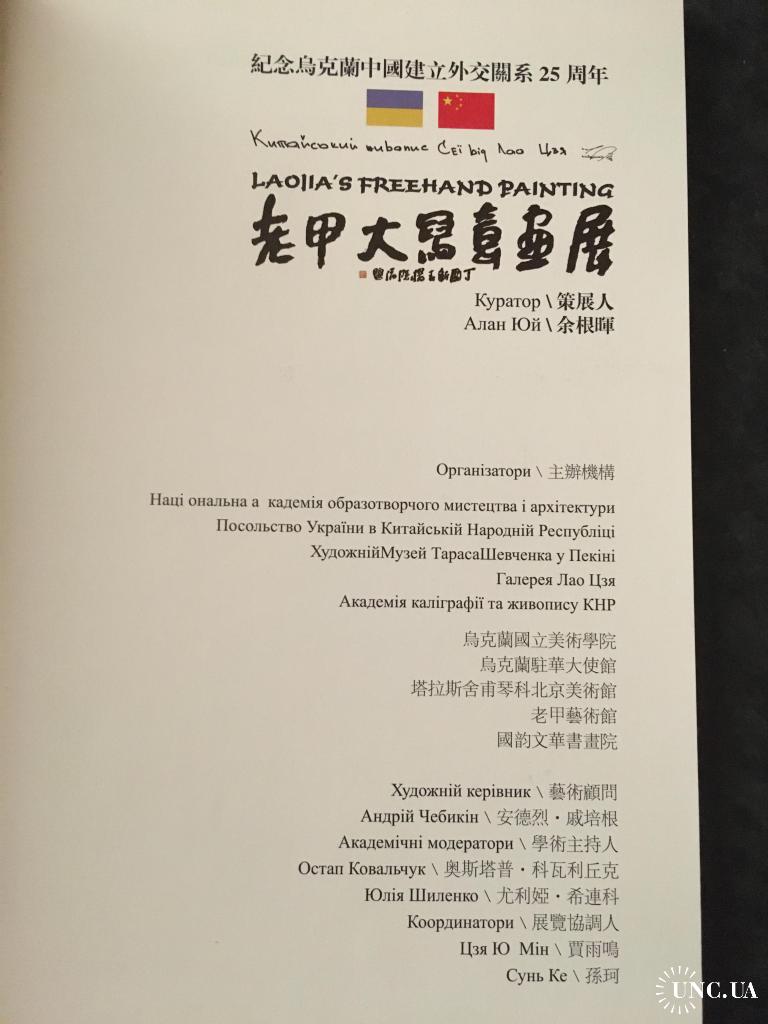 紀念烏克蘭中國建立外交關系 25 周年
Китайський живопис Сєї від Лао Цзя
LAOJIA'S FREEHAND PAINTING
老甲大寫意畫展
Куратор \ 策展人
Алан Юй \ 余根暉
Організатори \ 主辦機構
Наці ональна а кадемія образотворчого мистецтва і архітектури
Посольство України в Китайській Народній Республіці
ХудожнійМузей ТарасаШевченка у Пекіні
Галерея Лао Цзя
Академія каліграфії та живопису КНР
烏克蘭國立美術學院
烏克蘭駐華大使館
塔拉斯舍甫琴科北京美術館
老甲藝術館
國韵文華書畫院
Художній керівник \ 藝術顧問
Андрій Чебикін \ 安德烈・戚培根
Академічні модератори \ 學術主持人
Остап Ковальчук \ 奥斯塔普・科瓦利丘克
Юлія Шиленко \ 尤利婭・希連科
Координатори \ 展覽協調人
Цзя Ю Мін \ 賈雨鳴
Сунь Ке \ 孫珂
UNC.UA